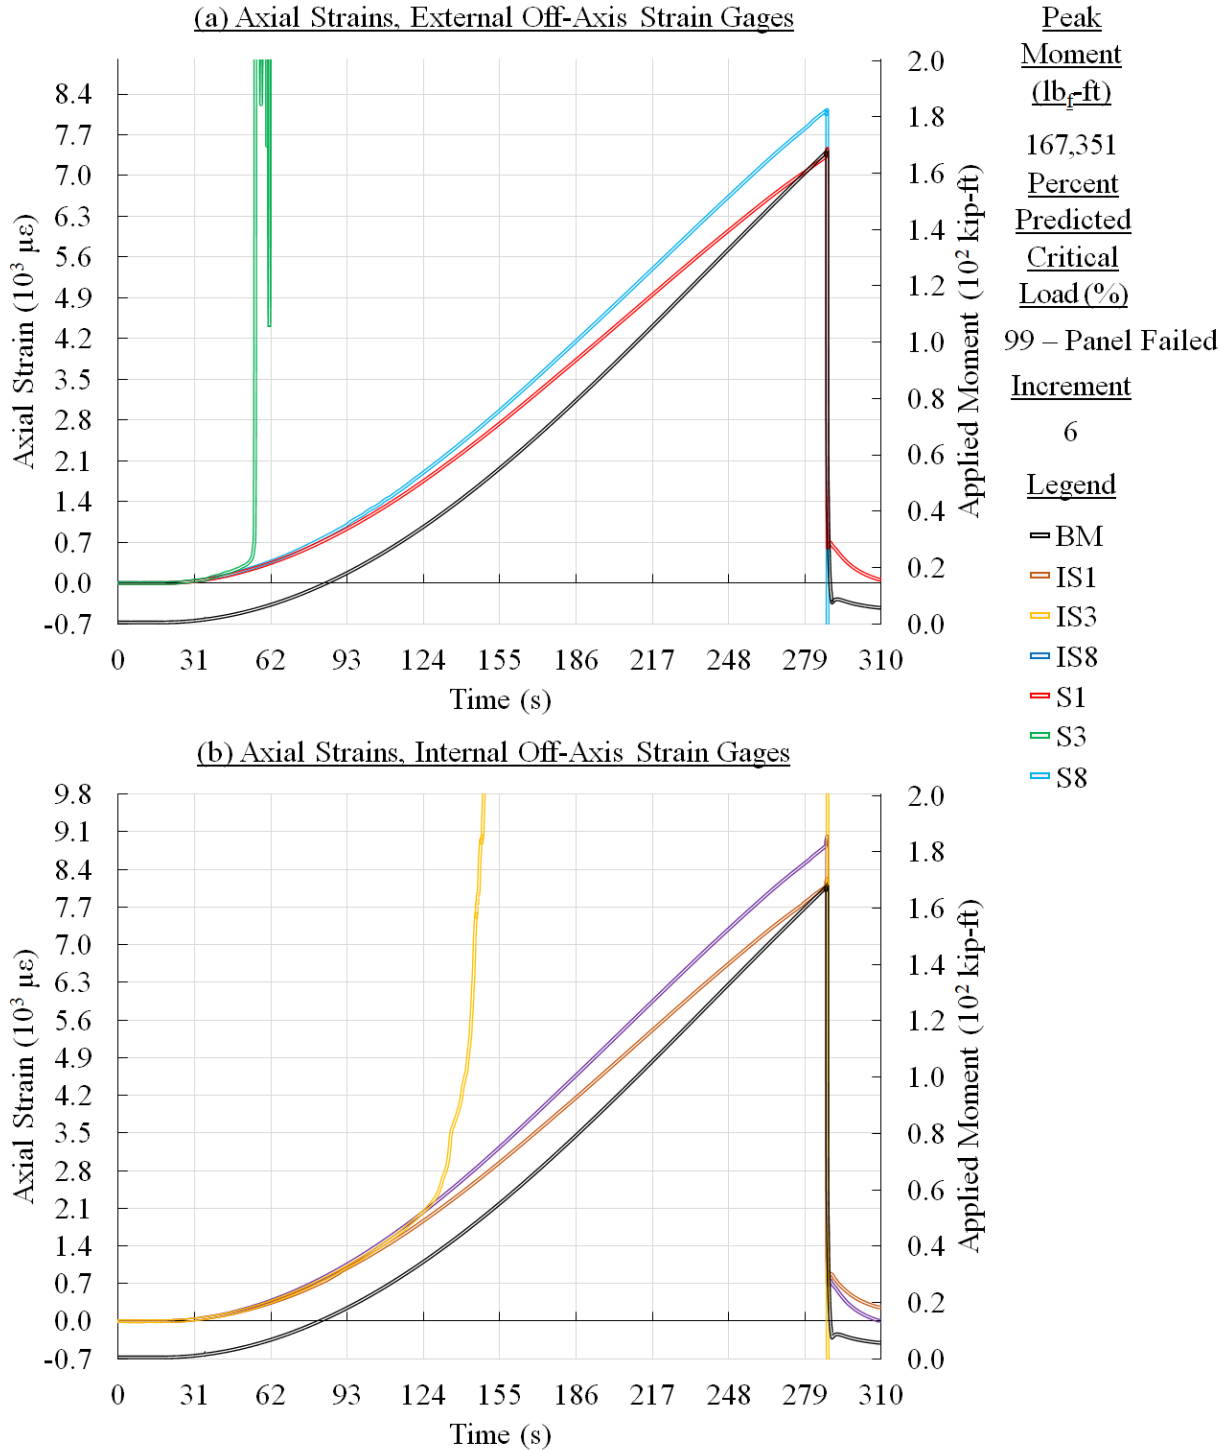 (a) Axial Strains, External Off-Axis Strain Gages
Axial Strain (10³ με)
8.4
7.7
7.0
6.3
5.6
4.9
4.2
3.5
2.8
2.1
1.4
0.7
0.0
-0.7
0 31 62 93 124 155 186 217 248 279 310
Time (s)
2.0
1.8
1.6
1.4
1.2
1.0
0.8
0.6
0.4
0.2
0.0
Applied Moment (10² kip-ft)
(b) Axial Strains, Internal Off-Axis Strain Gages
Axial Strain (10³ με)
9.8
9.1
8.4
7.7
7.0
6.3
5.6
4.9
4.2
3.5
2.8
2.1
1.4
0.7
0.0
-0.7
0 31 62 93 124 155 186 217 248 279 310
Time (s)
2.0
1.8
1.6
1.4
1.2
1.0
0.8
0.6
0.4
0.2
0.0
Applied Moment (10² kip-ft)
Peak
Moment
(lbf-ft)
167,351
Percent
Predicted
Critical
Load (%)
99 – Panel Failed
Increment
6
Legend
BM
IS1
IS3
IS8
S1
S3
S8